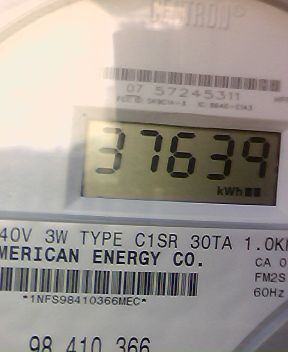 CENTRON®
07 57245311
37639
kWh
40V 3W TYPE C1SR 30TA 1.0K
MERICAN ENERGY CO.
CA 0
FM2S
60Hz
*1NFS98410366MEC*
98 410 366